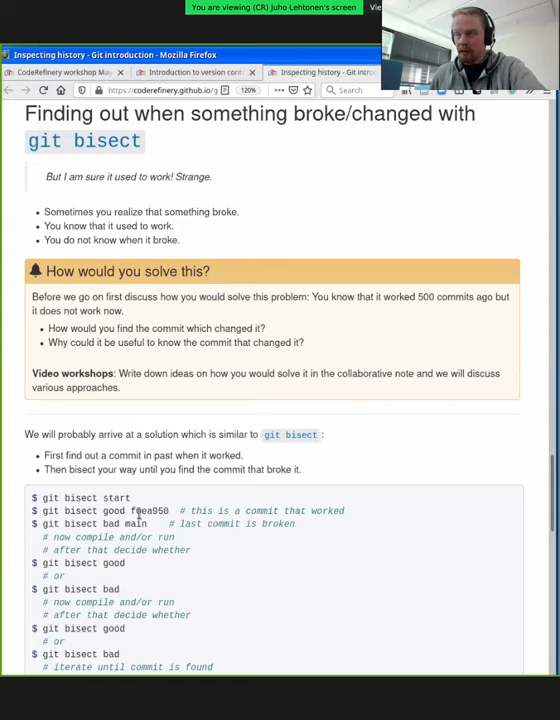 You are viewing (CR) Juho Lehtonen's screen
Inspecting history - Git introduction - Mozilla Firefox
CodeRefinery workshop May
Introduction to version cont
Inspecting history - Git introd
https://coderefinery.github.io/g
120%
Search
Finding out when something broke/changed with
git bisect
But I am sure it used to work! Strange.
• Sometimes you realize that something broke.
• You know that it used to work.
• You do not know when it broke.
How would you solve this?
Before we go on first discuss how you would solve this problem: You know that it worked 500 commits ago but
it does not work now.
• How would you find the commit which changed it?
• Why could it be useful to know the commit that changed it?
Video workshops: Write down ideas on how you would solve it in the collaborative note and we will discuss
various approaches.
We will probably arrive at a solution which is similar to git bisect :
• First find out a commit in past when it worked.
• Then bisect your way until you find the commit that broke it.
$ git bisect start
$ git bisect good f0ea950 # this is a commit that worked
$ git bisect bad main # last commit is broken
# now compile and/or run
# after that decide whether
$ git bisect good
# or
$ git bisect bad
# now compile and/or run
# after that decide whether
$ git bisect good
# or
$ git bisect bad
# iterate until commit is found